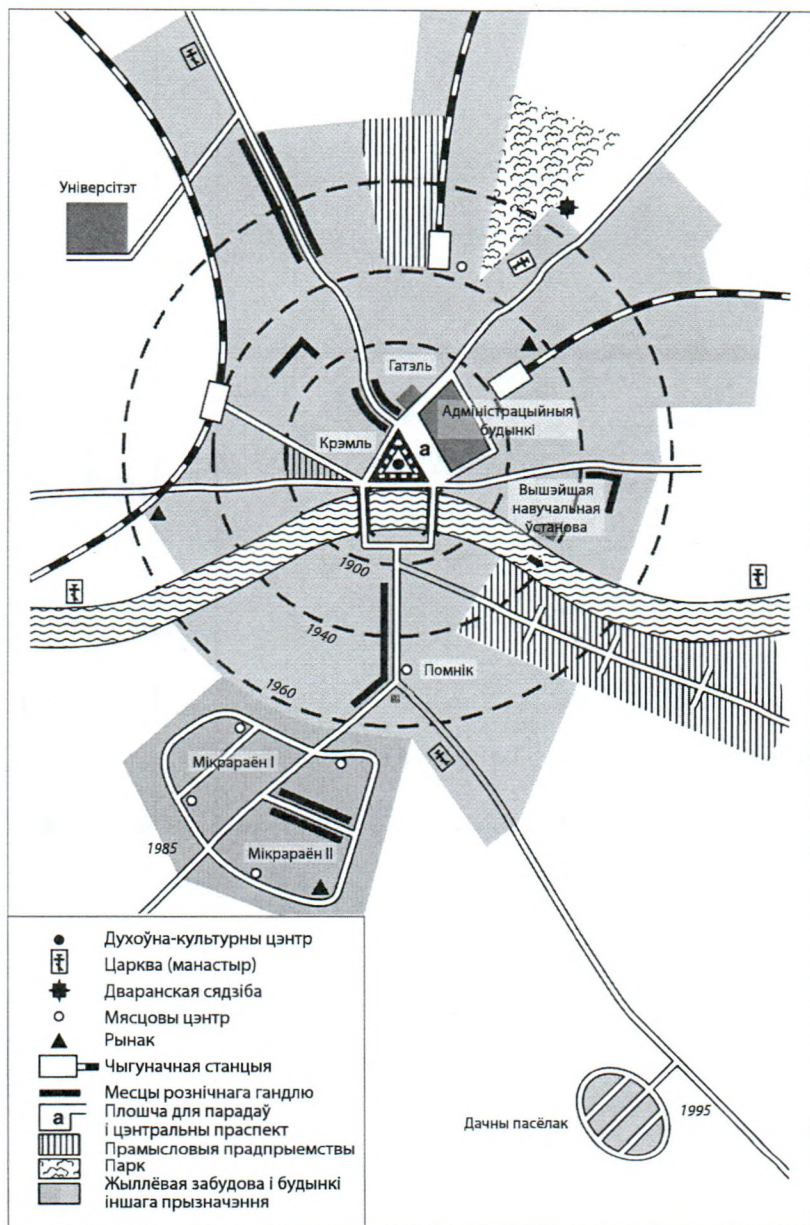 Універсітэт
Гатэль
Адміністрацыйныя
будынкі
Крэмль
а
Вышэйшая
навучальная
ўстанова
1900
1940
1960
Помнік
Мікрараён I
1985
Мікрараён II
Духоўна-культурны цэнтр
Царква (манастыр)
Дваранская сядзіба
Мясцовы цэнтр
Рынак
Чыгуначная станцыя
Месцы рознічнага гандлю
а
Плошча для парадаў
і цэнтральны праспект
Прамысловыя прадпрыемствы
Парк
Жыллёвая забудова і будынкі
іншага прызначэння
Дачны пасёлак
1995